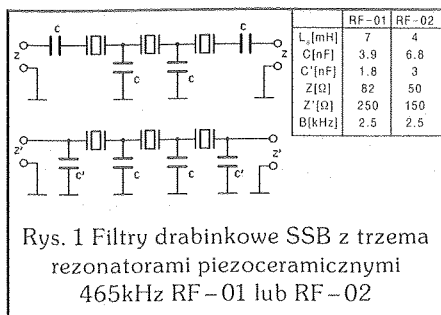 C
C
Z
C
C
Z
Z'
C'
C
C
C'
Z'
RF-01 RF-02
Ls[mH] 7 4
C[nF] 3.9 6.8
C'[nF] 1.8 3
Z[Ω] 82 50
Z'[Ω] 250 150
B[kHz] 2.5 2.5
Rys. 1 Filtry drabinkowe SSB z trzema
rezonatorami piezoceramicznymi
465kHz RF-01 lub RF-02